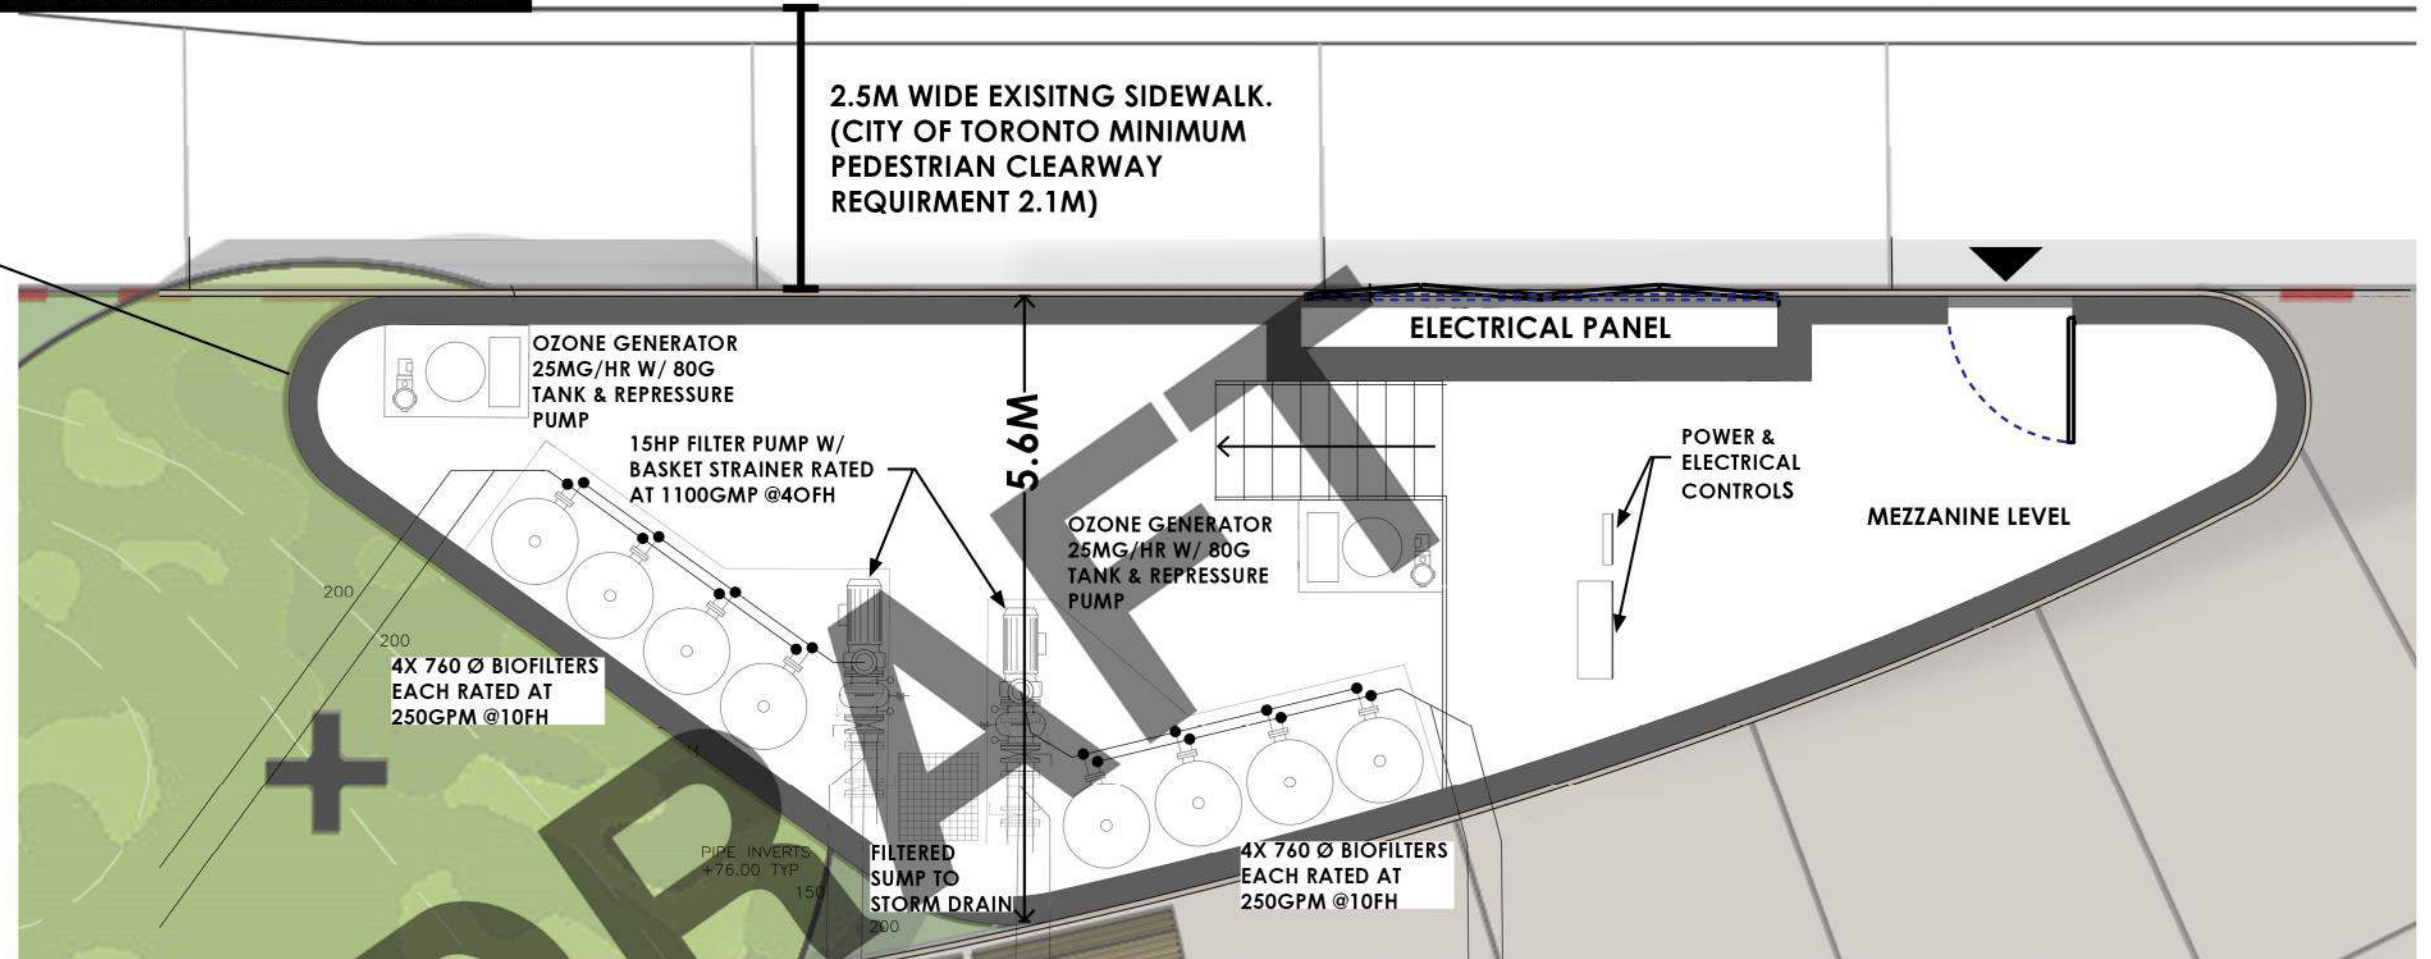 2.5M WIDE EXISITNG SIDEWALK.
(CITY OF TORONTO MINIMUM
PEDESTRIAN CLEARWAY
REQUIRMENT 2.1M)
ELECTRICAL PANEL
OZONE GENERATOR
25MG/HR W/ 80G
TANK & REPRESSURE
PUMP
15HP FILTER PUMP W/
BASKET STRAINER RATED
AT 1100GMP @4OFH
5.6M
POWER &
ELECTRICAL
CONTROLS
MEZZANINE LEVEL
OZONE GENERATOR
25MG/HR W/ 80G
TANK & REPRESSURE
PUMP
200
200
4X 760 Ø BIOFILTERS
EACH RATED AT
250GPM @10FH
PIPE INVERTS
+76.00 TYP
150
FILTERED
SUMP TO
STORM DRAIN
200
4X 760 Ø BIOFILTERS
EACH RATED AT
250GPM @10FH
DRAFT